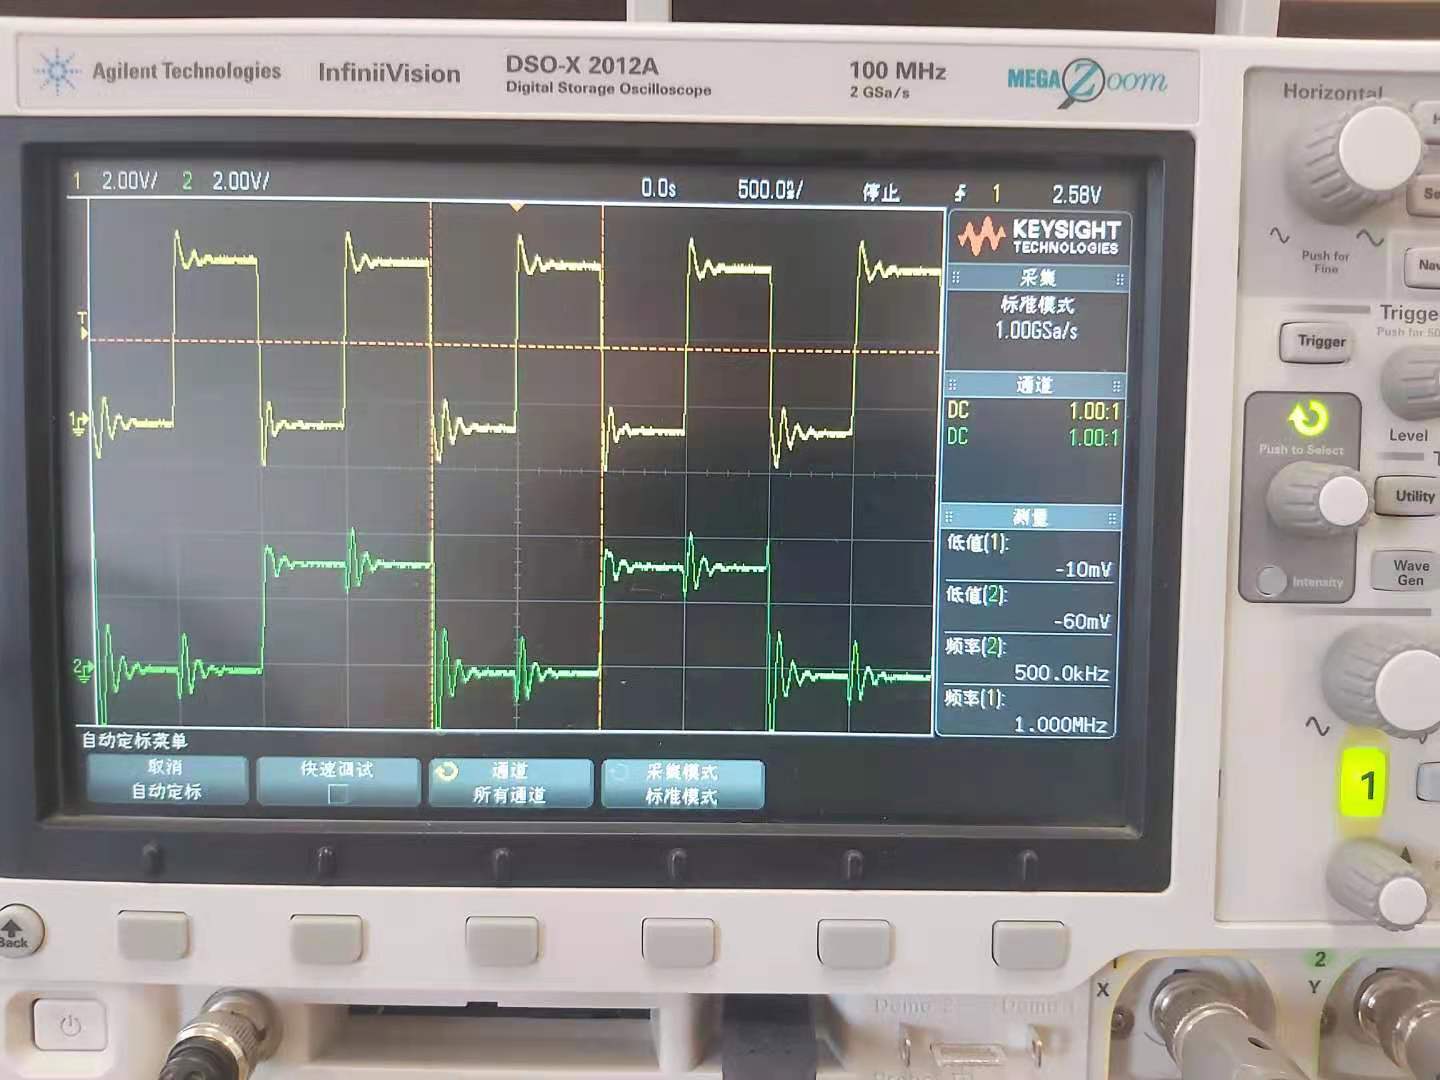 Agilent Technologies InfiniiVision DSO-X 2012A 100 MHz MEGA Zoom
Digital Storage Oscilloscope 2 GSa/s
Horizontal
1 2.00V/ 2 2.00V/ 0.0s 500.0ns/ 停止 1 2.58V
KEYSIGHT
TECHNOLOGIES
采集
标准模式
1.00GSa/s
通道
DC 1.00:1
DC 1.00:1
测量
低值(1):
-10mV
低值(2):
-60mV
频率(2):
500.0kHz
频率(1):
1.000MHz
T
1
2
自动定标菜单
取消
自动定标
快速调试
通道
所有通道
采集模式
标准模式
Push for
Fine
Trigger
Level
Push to Select
Utility
Wave
Gen
Intensity
1
Back
X
2
Y